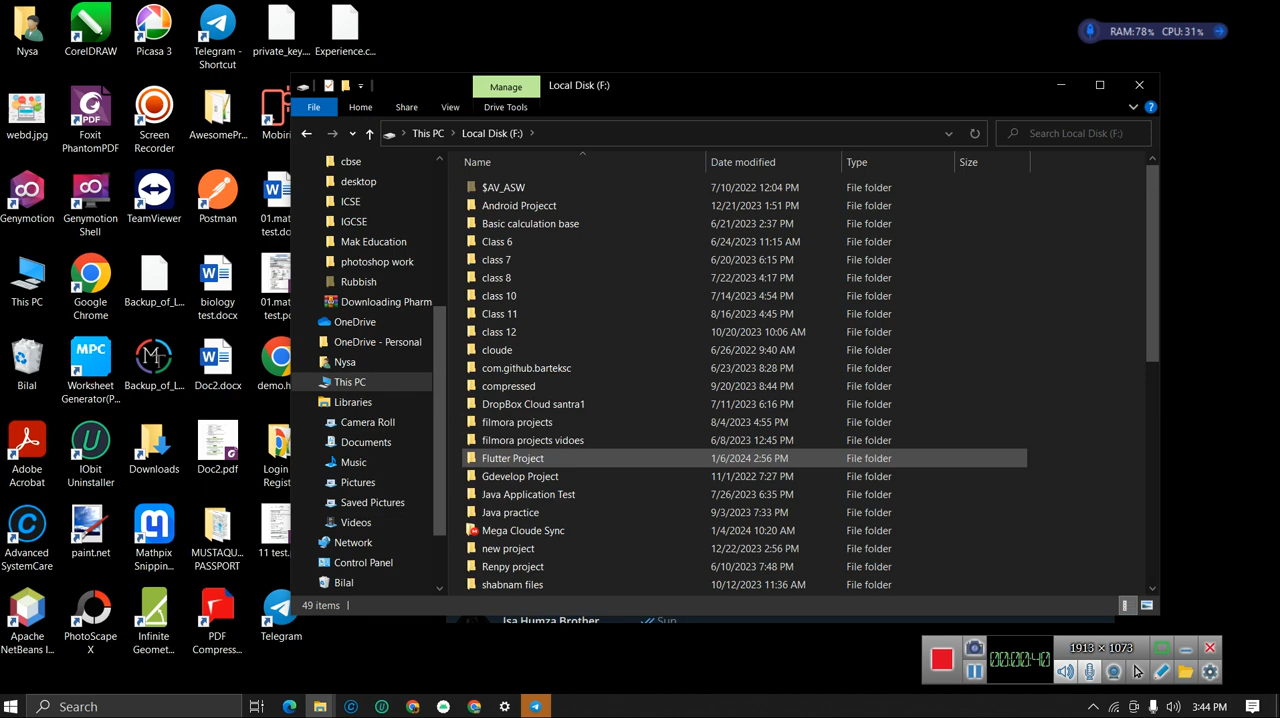 Nysa
CorelDRAW
Picasa 3
Telegram -
Shortcut
private_key....
Experience.c...
RAM:78% CPU:31%
webd.jpg
Foxit
PhantomPDF
Screen
Recorder
AwesomePr...
Mobiri
Genymotion
Genymotion
Shell
TeamViewer
Postman
01.ma
test.do
This PC
Google
Chrome
Backup_of_L...
biology
test.docx
01.mat
test.pc
Bilal
Worksheet
Generator(P...
Backup_of_L...
Doc2.docx
demo.h
Adobe
Acrobat
IObit
Uninstaller
Downloads
Doc2.pdf
Login
Regist
Advanced
SystemCare
paint.net
Mathpix
Snippin...
MUSTAQU...
PASSPORT
11 test
Apache
NetBeans I...
PhotoScape
X
Infinite
Geomet...
PDF
Compress...
Telegram
Manage
Local Disk (F:)
File
Home
Share
View
Drive Tools
This PC
Local Disk (F:)
Search Local Disk (F:)
cbse
desktop
ICSE
IGCSE
Mak Education
photoshop work
Rubbish
Downloading Pharm
OneDrive
OneDrive - Personal
Nysa
This PC
Libraries
Camera Roll
Documents
Music
Pictures
Saved Pictures
Videos
Network
Control Panel
Bilal
Name Date modified Type Size
$AV_ASW 7/10/2022 12:04 PM File folder
Android Projecct 12/21/2023 1:51 PM File folder
Basic calculation base 6/21/2023 2:37 PM File folder
Class 6 6/24/2023 11:15 AM File folder
class 7 6/20/2023 6:15 PM File folder
class 8 7/22/2023 4:17 PM File folder
class 10 7/14/2023 4:54 PM File folder
Class 11 8/16/2023 4:45 PM File folder
class 12 10/20/2023 10:06 AM File folder
cloude 6/26/2022 9:40 AM File folder
com.github.barteksc 6/23/2023 8:28 PM File folder
compressed 9/20/2023 8:44 PM File folder
DropBox Cloud santra1 7/11/2023 6:16 PM File folder
filmora projects 8/4/2023 4:55 PM File folder
filmora projects vidoes 6/8/2023 12:45 PM File folder
Flutter Project 1/6/2024 2:56 PM File folder
Gdevelop Project 11/1/2022 7:27 PM File folder
Java Application Test 7/26/2023 6:35 PM File folder
Java practice 9/3/2023 7:33 PM File folder
Mega Cloude Sync 1/4/2024 10:20 AM File folder
new project 12/22/2023 2:56 PM File folder
Renpy project 6/10/2023 7:48 PM File folder
shabnam files 10/12/2023 11:36 AM File folder
49 items
Isa Humza Brother Sun
00:00:40
1913 × 1073
Search
3:44 PM